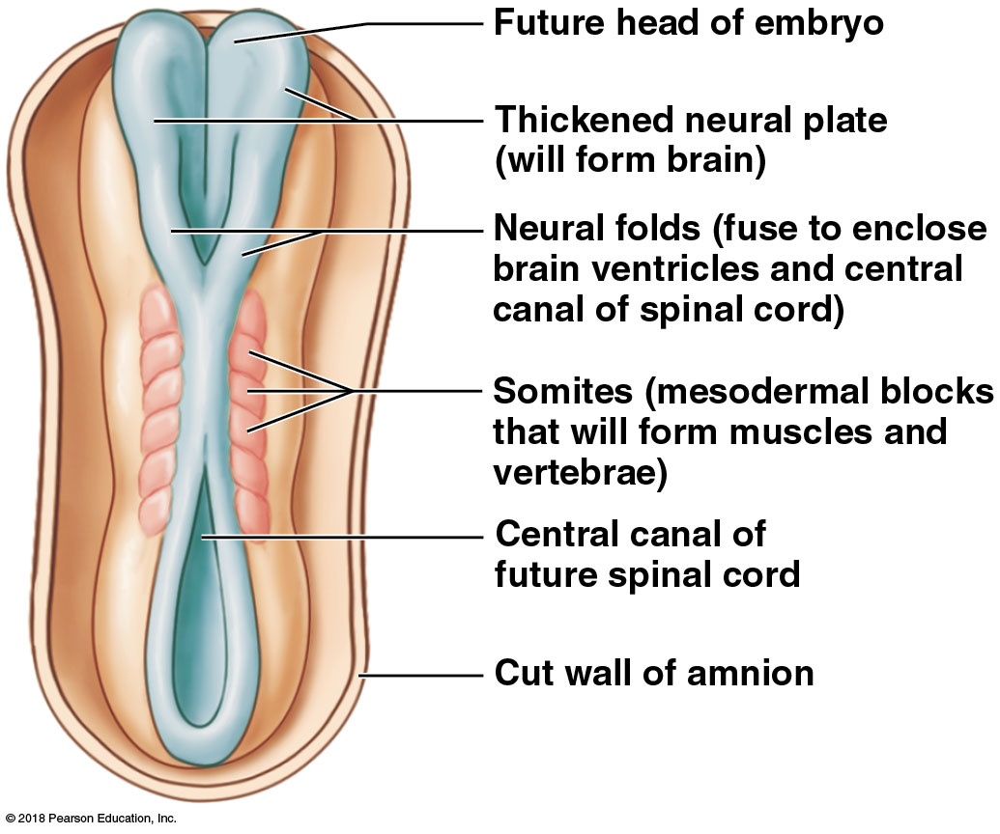 Future head of embryo
Thickened neural plate
(will form brain)
Neural folds (fuse to enclose
brain ventricles and central
canal of spinal cord)
Somites (mesodermal blocks
that will form muscles and
vertebrae)
Central canal of
future spinal cord
Cut wall of amnion
© 2018 Pearson Education, Inc.